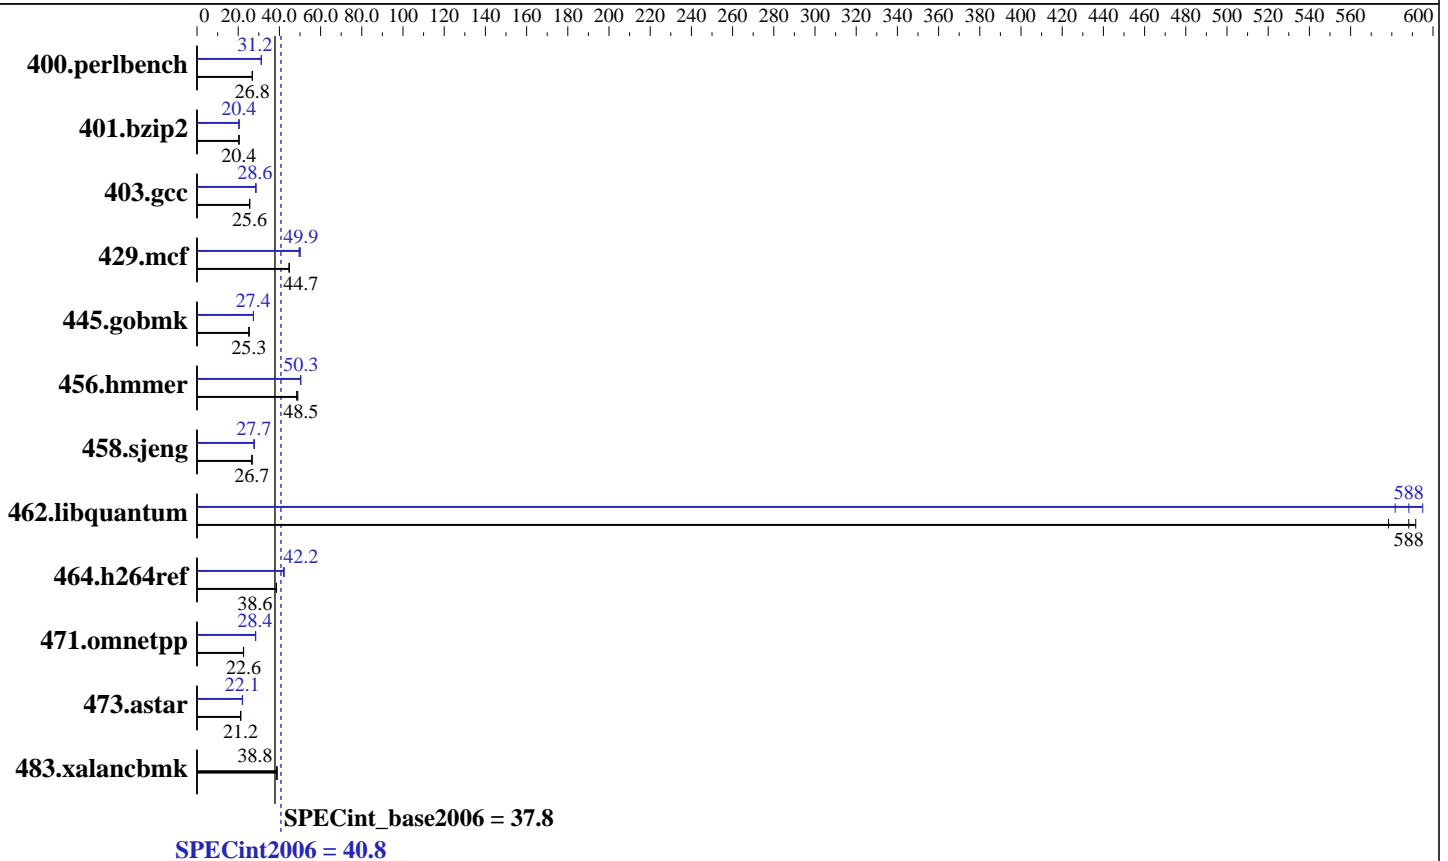 0 20.0 40.0 60.0 80.0 100 120 140 160 180 200 220 240 260 280 300 320 340 360 380 400 420 440 460 480 500 520 540 560 600
31.2
400.perlbench
26.8
20.4
401.bzip2
20.4
28.6
403.gcc
25.6
49.9
429.mcf
44.7
27.4
445.gobmk
25.3
50.3
456.hmmer
48.5
27.7
458.sjeng
26.7
588
462.libquantum
588
42.2
464.h264ref
38.6
28.4
471.omnetpp
22.6
22.1
473.astar
21.2
38.8
483.xalancbmk
SPECint_base2006 = 37.8
SPECint2006 = 40.8